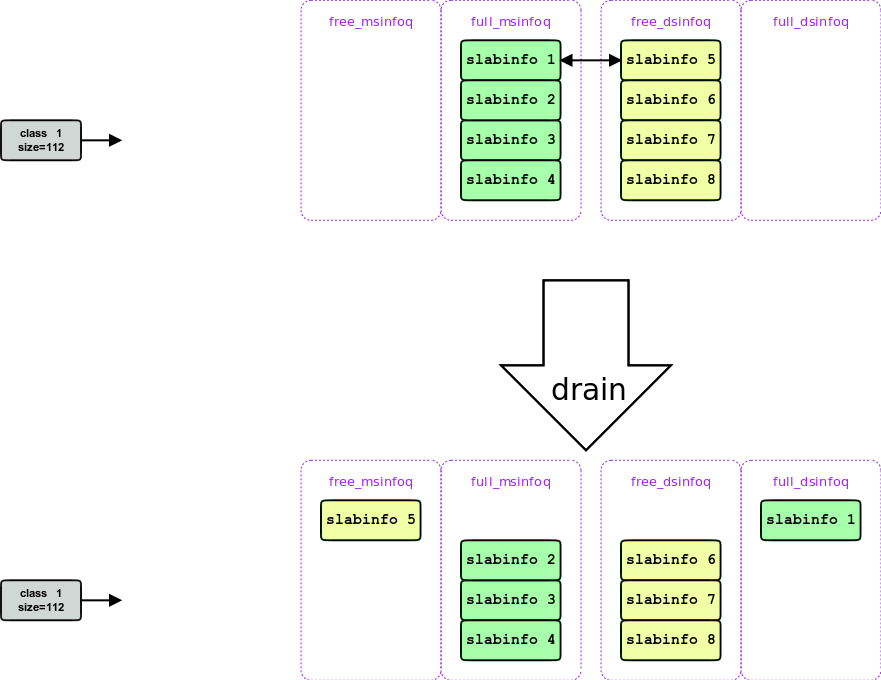 free_msinfoq
full_msinfoq
free_dsinfoq
full_dsinfoq
slabinfo 1
slabinfo 5
slabinfo 2
slabinfo 6
class 1
size=112
slabinfo 3
slabinfo 7
slabinfo 4
slabinfo 8
drain
free_msinfoq
full_msinfoq
free_dsinfoq
full_dsinfoq
slabinfo 5
slabinfo 1
slabinfo 2
slabinfo 6
class 1
size=112
slabinfo 3
slabinfo 7
slabinfo 4
slabinfo 8